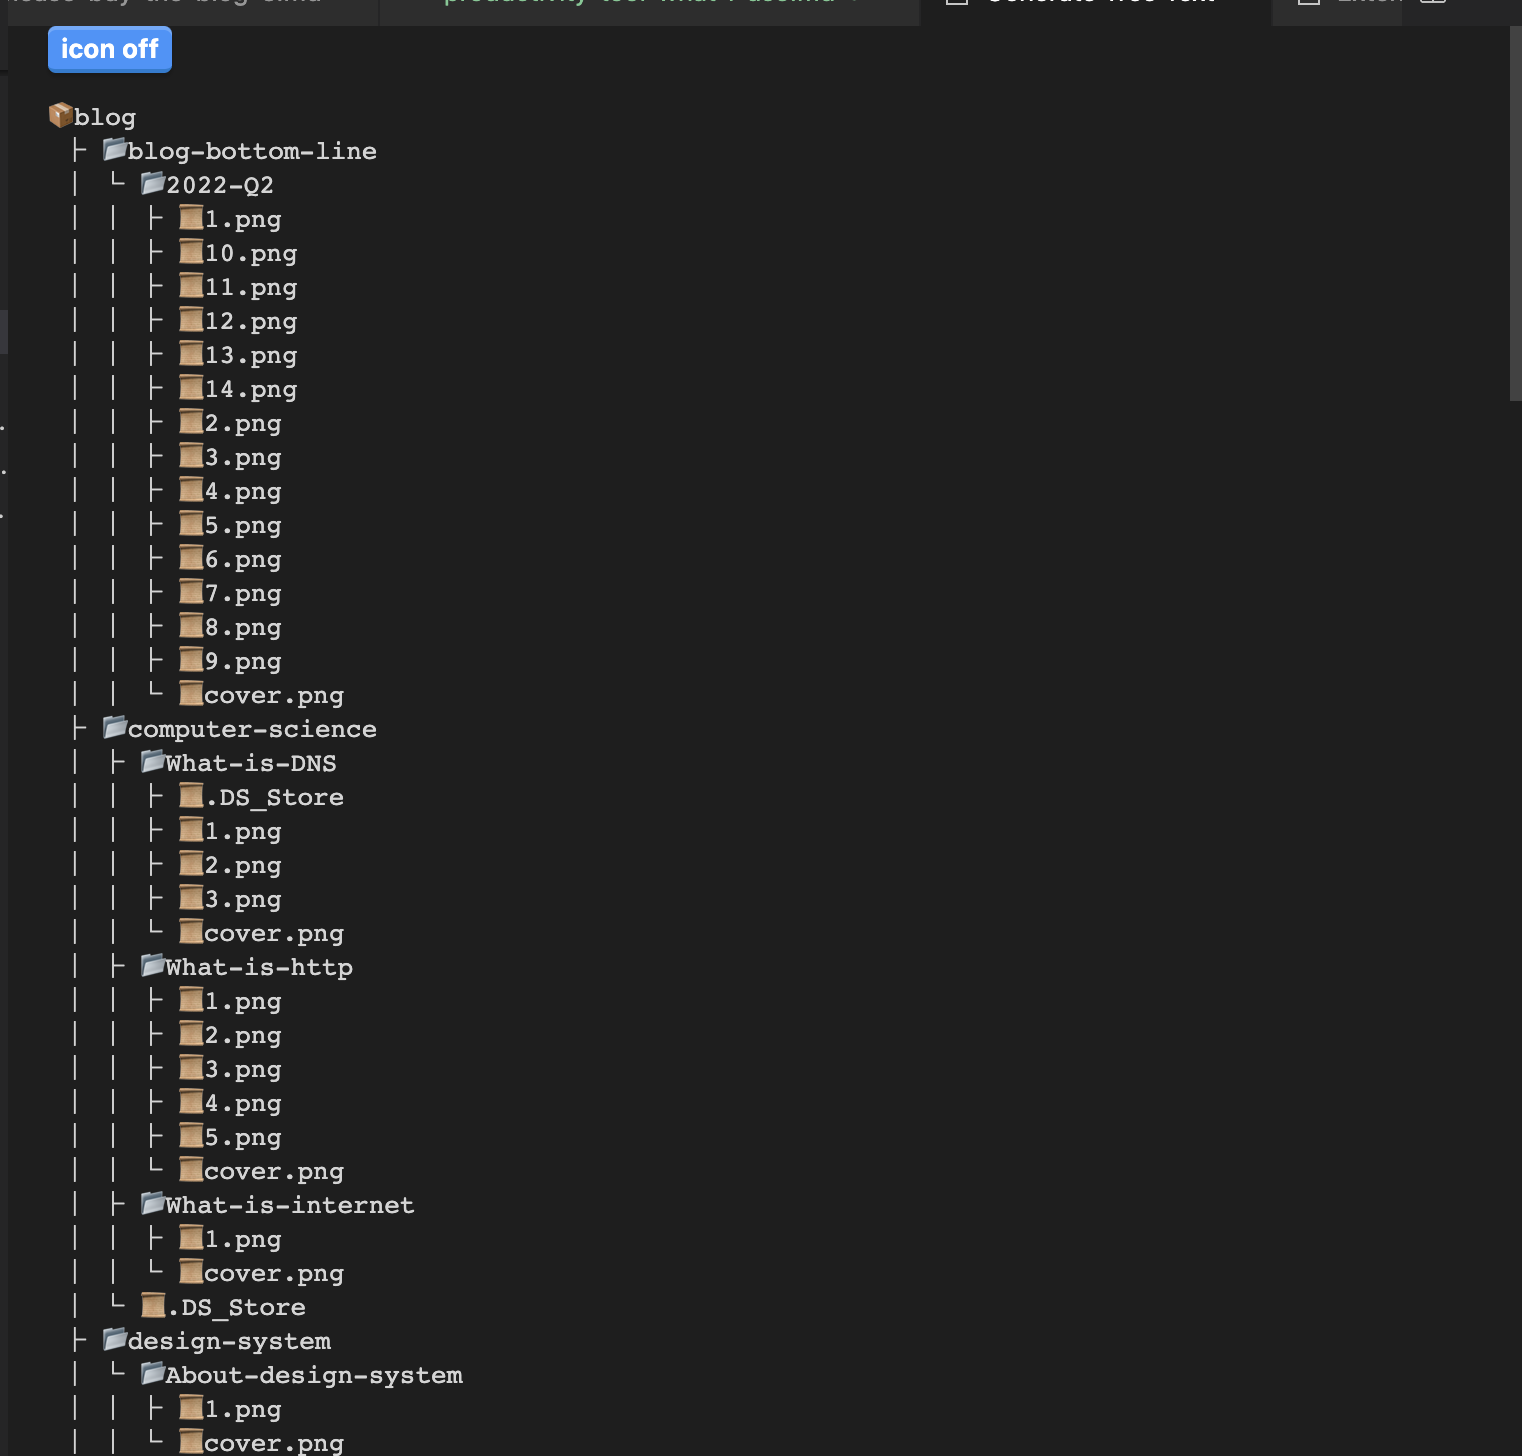 icon off
blog
├ blog-bottom-line
│ └ 2022-Q2
│ │ ├ 1.png
│ │ ├ 10.png
│ │ ├ 11.png
│ │ ├ 12.png
│ │ ├ 13.png
│ │ ├ 14.png
│ │ ├ 2.png
│ │ ├ 3.png
│ │ ├ 4.png
│ │ ├ 5.png
│ │ ├ 6.png
│ │ ├ 7.png
│ │ ├ 8.png
│ │ ├ 9.png
│ │ └ cover.png
├ computer-science
│ ├ What-is-DNS
│ │ ├ .DS_Store
│ │ ├ 1.png
│ │ ├ 2.png
│ │ ├ 3.png
│ │ └ cover.png
│ ├ What-is-http
│ │ ├ 1.png
│ │ ├ 2.png
│ │ ├ 3.png
│ │ ├ 4.png
│ │ ├ 5.png
│ │ └ cover.png
│ ├ What-is-internet
│ │ ├ 1.png
│ │ └ cover.png
│ └ .DS_Store
├ design-system
│ └ About-design-system
│ │ ├ 1.png
│ │ └ cover.png